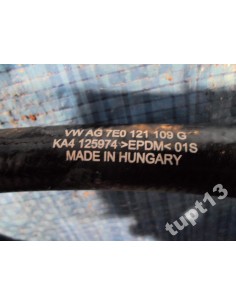 VW AG 7E0 121 109 G
KA4 125974 >EPDM< 01S
MADE IN HUNGARY
tupt13